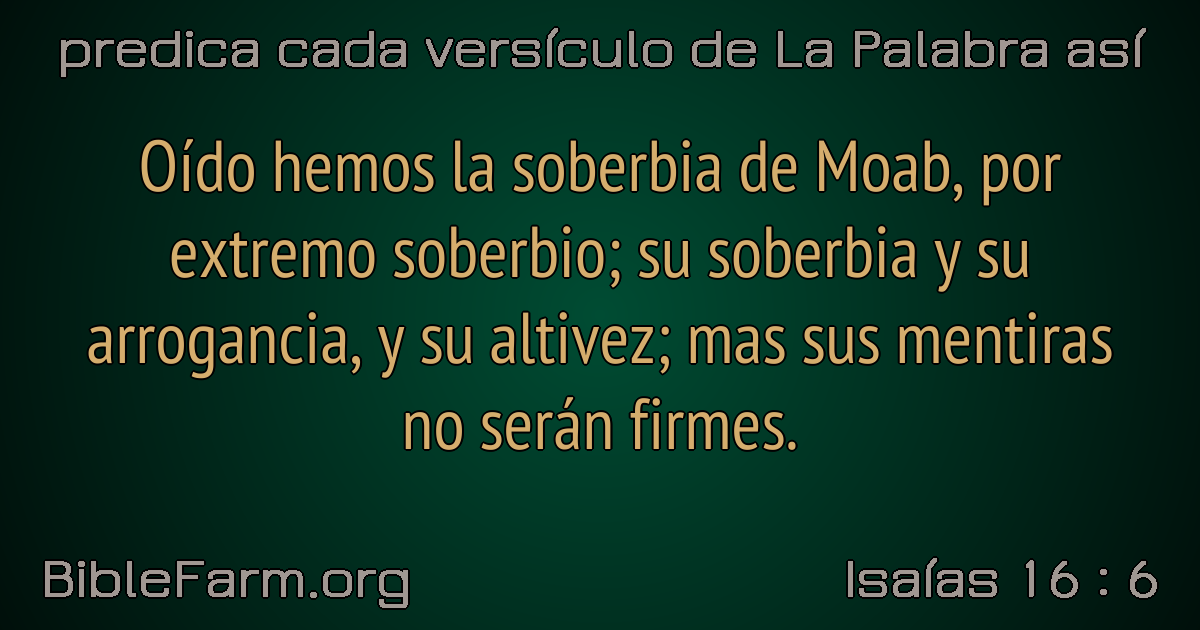 predica cada versículo de La Palabra así
Oído hemos la soberbia de Moab, por
extremo soberbio; su soberbia y su
arrogancia, y su altivez; mas sus mentiras
no serán firmes.
BibleFarm.org
Isaías 16 : 6